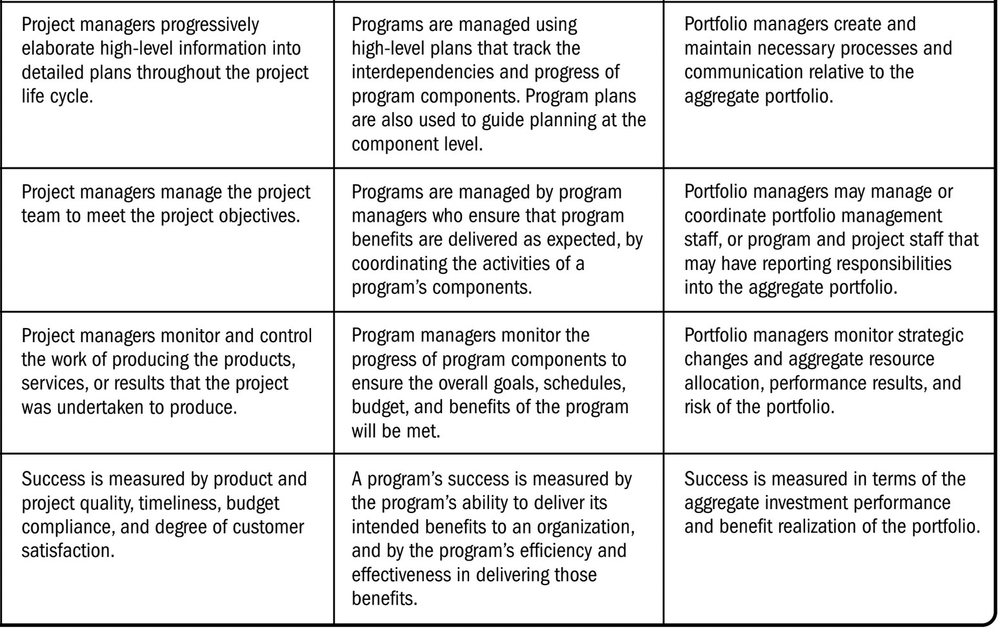 Project managers progressively
elaborate high-level information into
detailed plans throughout the project
life cycle.
Programs are managed using
high-level plans that track the
interdependencies and progress of
program components. Program plans
are also used to guide planning at the
component level.
Portfolio managers create and
maintain necessary processes and
communication relative to the
aggregate portfolio.
Project managers manage the project
team to meet the project objectives.
Programs are managed by program
managers who ensure that program
benefits are delivered as expected, by
coordinating the activities of a
program’s components.
Portfolio managers may manage or
coordinate portfolio management
staff, or program and project staff that
may have reporting responsibilities
into the aggregate portfolio.
Project managers monitor and control
the work of producing the products,
services, or results that the project
was undertaken to produce.
Program managers monitor the
progress of program components to
ensure the overall goals, schedules,
budget, and benefits of the program
will be met.
Portfolio managers monitor strategic
changes and aggregate resource
allocation, performance results, and
risk of the portfolio.
Success is measured by product and
project quality, timeliness, budget
compliance, and degree of customer
satisfaction.
A program’s success is measured by
the program’s ability to deliver its
intended benefits to an organization,
and by the program’s efficiency and
effectiveness in delivering those
benefits.
Success is measured in terms of the
aggregate investment performance
and benefit realization of the portfolio.